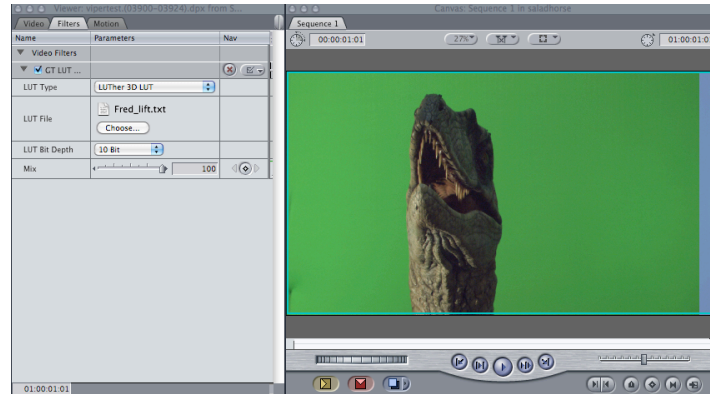 Viewer: vipertest.(03900-03924).dpx from S...
Canvas: Sequence 1 in saladhorse
Video Filters Motion
Sequence 1
Name Parameters Nav
00:00:01:01 27% 01:00:01:0
Video Filters
GT LUT ...
LUT Type LUTher 3D LUT
LUT File Fred_lift.txt
Choose...
LUT Bit Depth 10 Bit
Mix 100
01:00:01:01